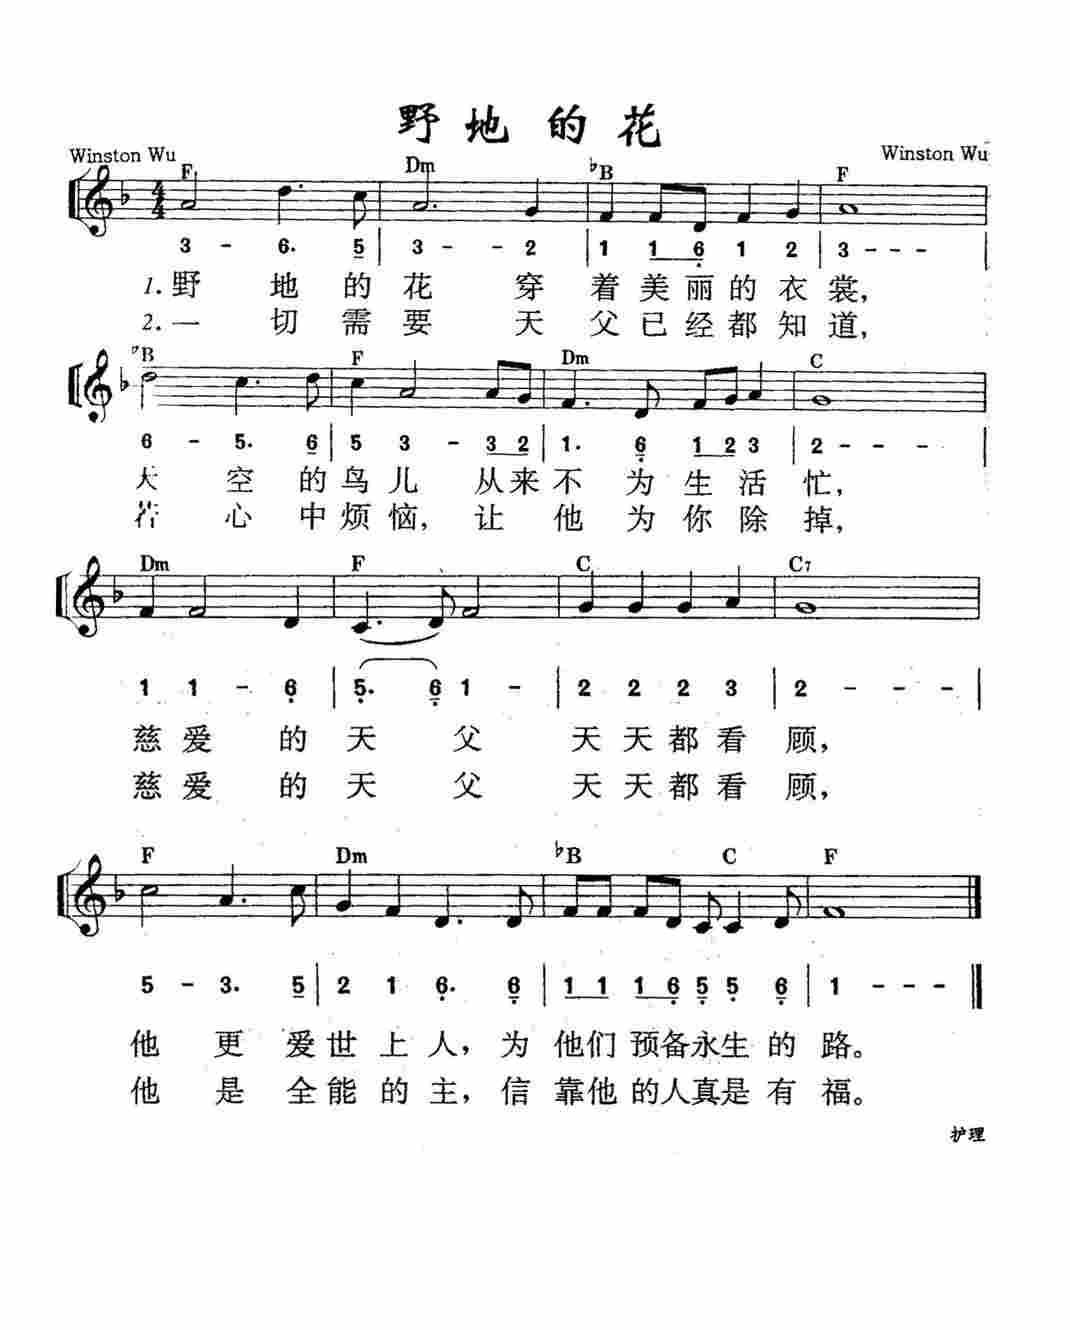 野地的花
Winston Wu Winston Wu
F Dm ♭B F
4/4
3 - 6. 5 | 3 - - 2 | 1 1 6 1 2 | 3 - - - |
1. 野地的花穿着美丽的衣裳,
2. 一切需要天父已经都知道,
♭B F Dm C
6 - 5. 6 | 5 3 - 3 2 | 1. 6 1 2 3 | 2 - - - |
天空的鸟儿从来不为生活忙,
若心中烦恼, 让他为你除掉,
Dm F C C7
1 1 - 6 | 5. 6 1 - | 2 2 2 3 | 2 - - - |
慈爱的天父天天都看顾,
慈爱的天父天天都看顾,
F Dm ♭B C F
5 - 3. 5 | 2 1 6. 6 | 1 1 1 6 5 5 6 | 1 - - - ‖
他更爱世上人, 为他们预备永生的路。
他是全能的主, 信靠他的人真是有福。
护理